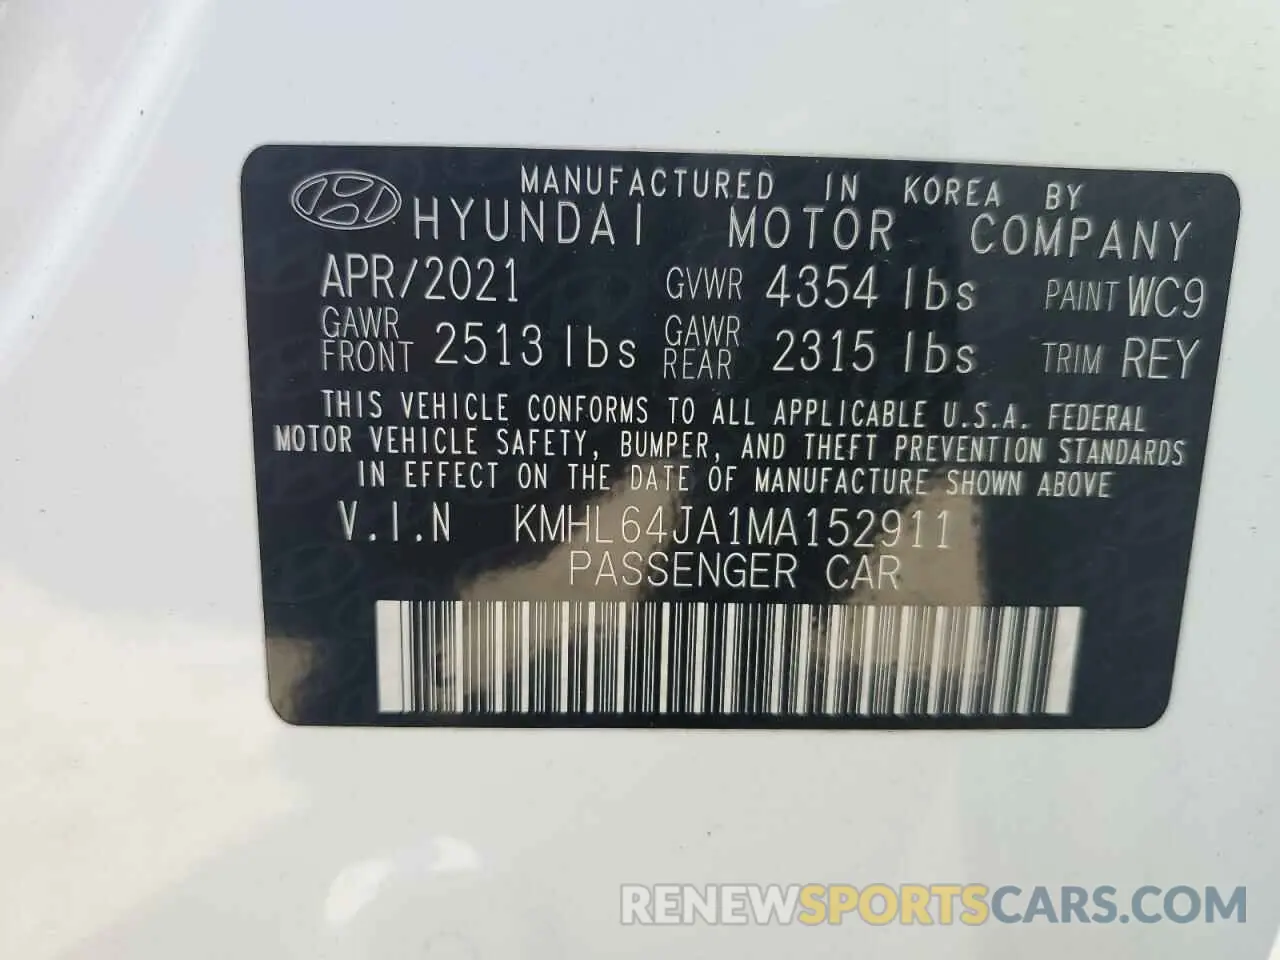 MANUFACTURED IN KOREA BY
HYUNDAI MOTOR COMPANY
APR/2021 GVWR 4354 lbs PAINT WC9
GAWR FRONT 2513 lbs GAWR REAR 2315 lbs TRIM REY
THIS VEHICLE CONFORMS TO ALL APPLICABLE U.S.A. FEDERAL
MOTOR VEHICLE SAFETY, BUMPER, AND THEFT PREVENTION STANDARDS
IN EFFECT ON THE DATE OF MANUFACTURE SHOWN ABOVE
V.I.N KMHL64JA1MA152911
PASSENGER CAR
RENEWSPORTSCARS.COM